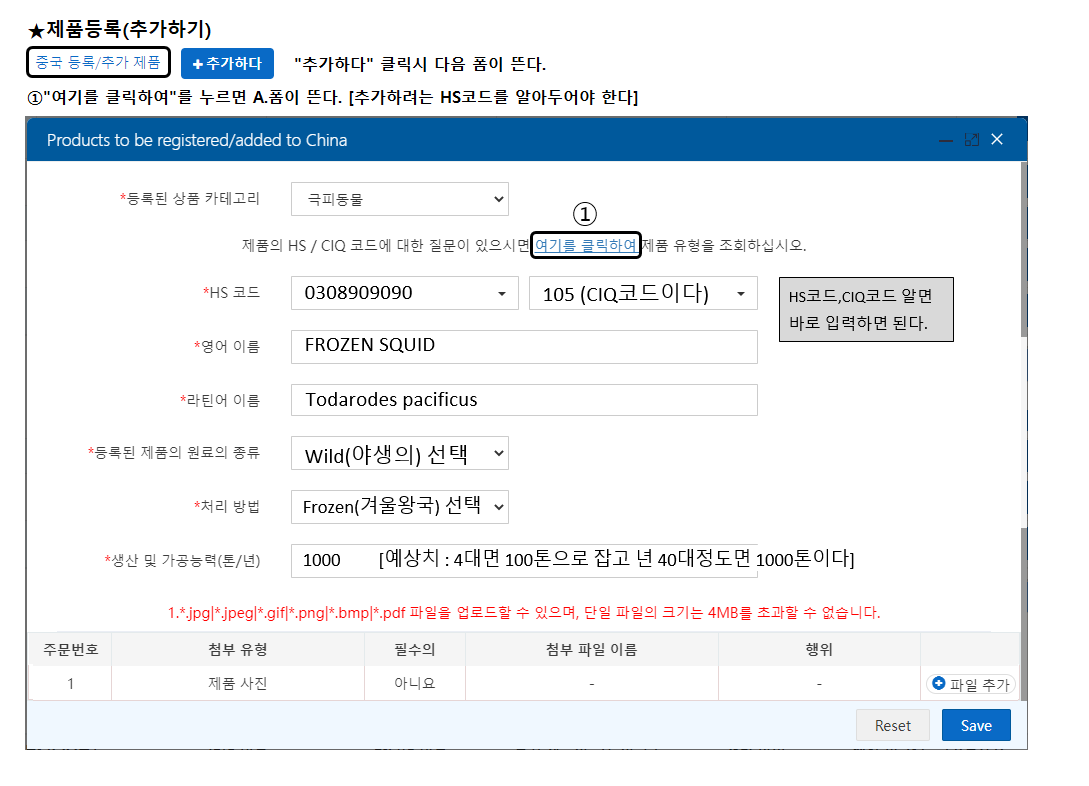 ★제품등록(추가하기)
중국 등록/추가 제품 +추가하다 "추가하다" 클릭시 다음 폼이 뜬다.
①"여기를 클릭하여"를 누르면 A.폼이 뜬다. [추가하려는 HS코드를 알아두어야 한다]
Products to be registered/added to China
*등록된 상품 카테고리 극피동물
①
제품의 HS / CIQ 코드에 대한 질문이 있으시면 여기를 클릭하여 제품 유형을 조회하십시오.
*HS 코드 0308909090 105 (CIQ코드이다)
HS코드,CIQ코드 알면
바로 입력하면 된다.
*영어 이름 FROZEN SQUID
*라틴어 이름 Todarodes pacificus
*등록된 제품의 원료의 종류 Wild(야생의) 선택
*처리 방법 Frozen(겨울왕국) 선택
*생산 및 가공능력(톤/년) 1000 [예상치 : 4대면 100톤으로 잡고 년 40대정도면 1000톤이다]
1.*.jpg|*.jpeg|*.gif|*.png|*.bmp|*.pdf 파일을 업로드할 수 있으며, 단일 파일의 크기는 4MB를 초과할 수 없습니다.
주문번호 첨부 유형 필수의 첨부 파일 이름 행위
1 제품 사진 아니요 - - 파일 추가
Reset Save